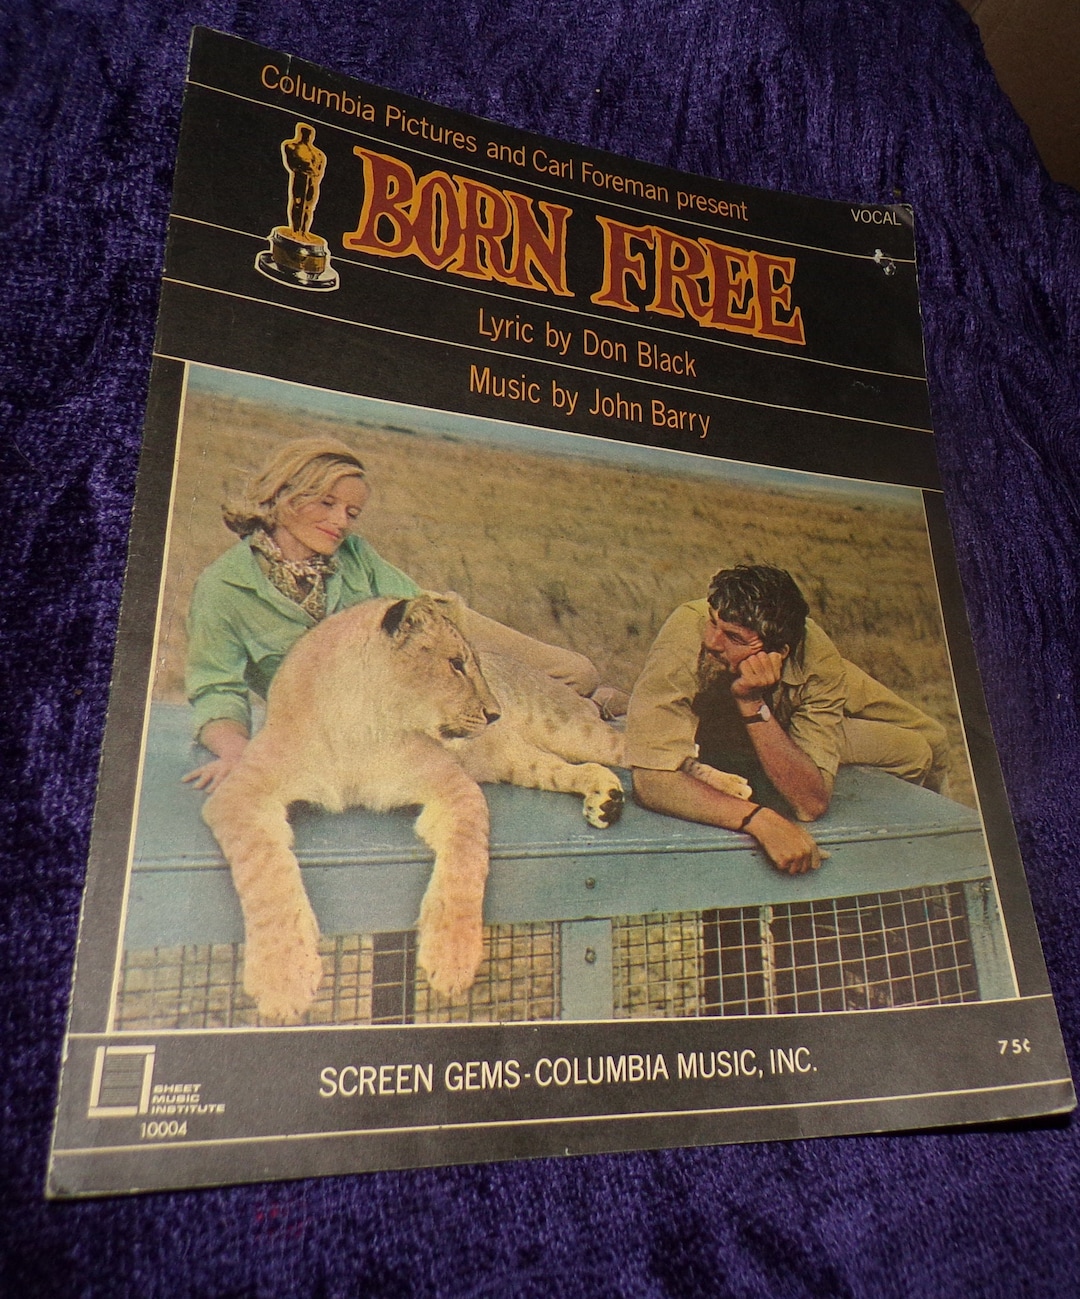 Columbia Pictures and Carl Foreman present
VOCAL
BORN FREE
Lyric by Don Black
Music by John Barry
75¢
SCREEN GEMS-COLUMBIA MUSIC, INC.
SHEET
MUSIC
INSTITUTE
10004